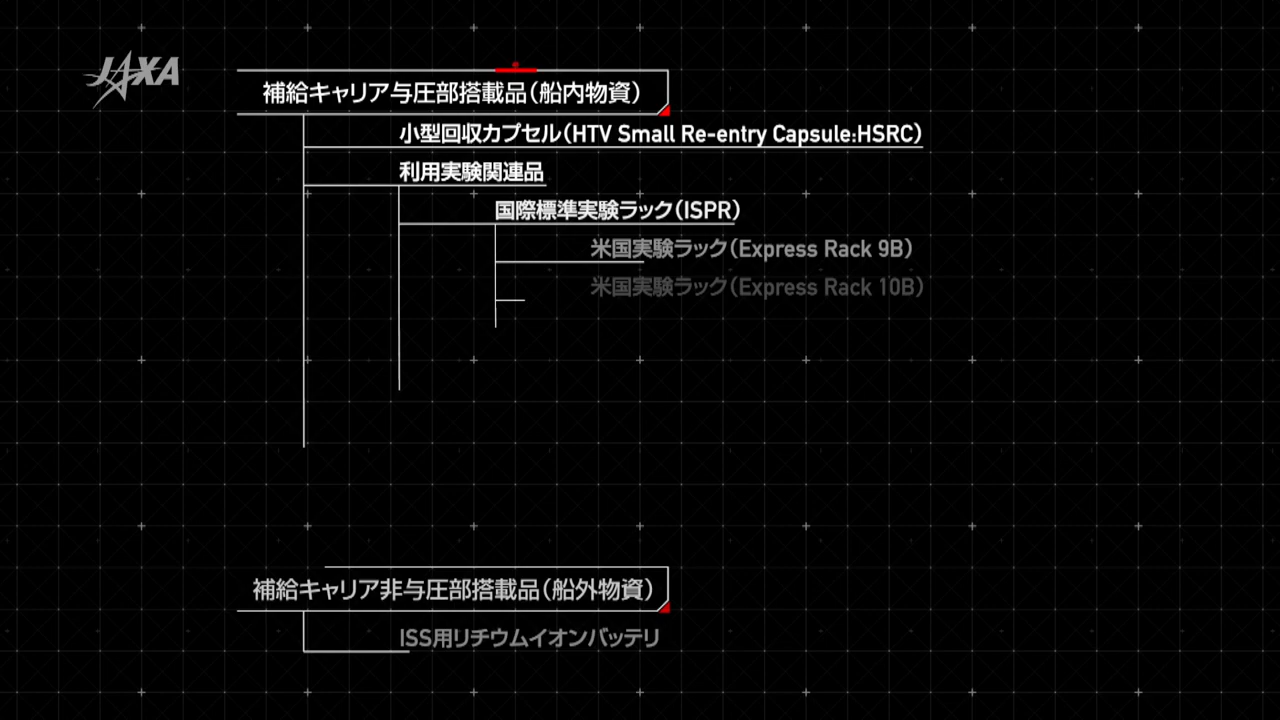 JAXA
補給キャリア与圧部搭載品(船内物資)
小型回収カプセル(HTV Small Re-entry Capsule:HSRC)
利用実験関連品
国際標準実験ラック(ISPR)
米国実験ラック(Express Rack 9B)
米国実験ラック(Express Rack 10B)
補給キャリア非与圧部搭載品(船外物資)
ISS用リチウムイオンバッテリ